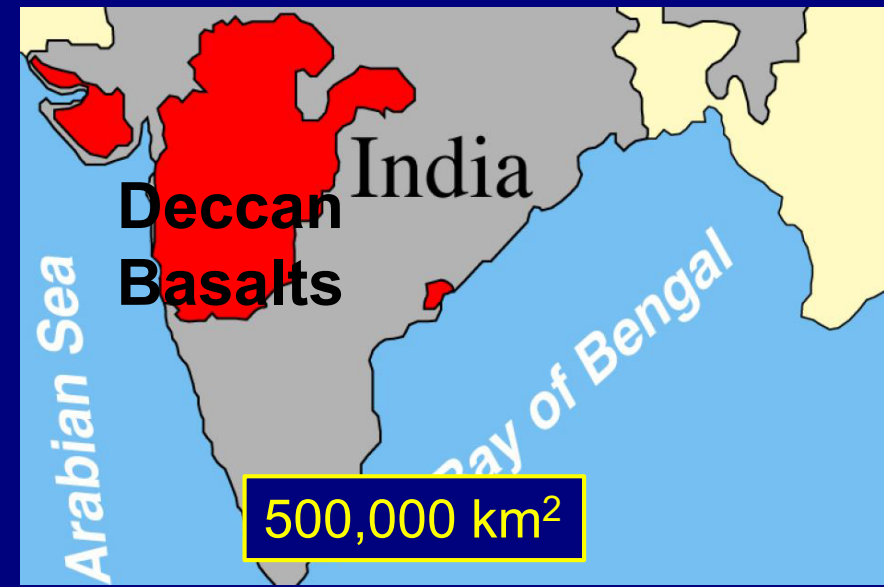 India
Deccan
Basalts
Arabian Sea
Bay of Bengal
500,000 km²